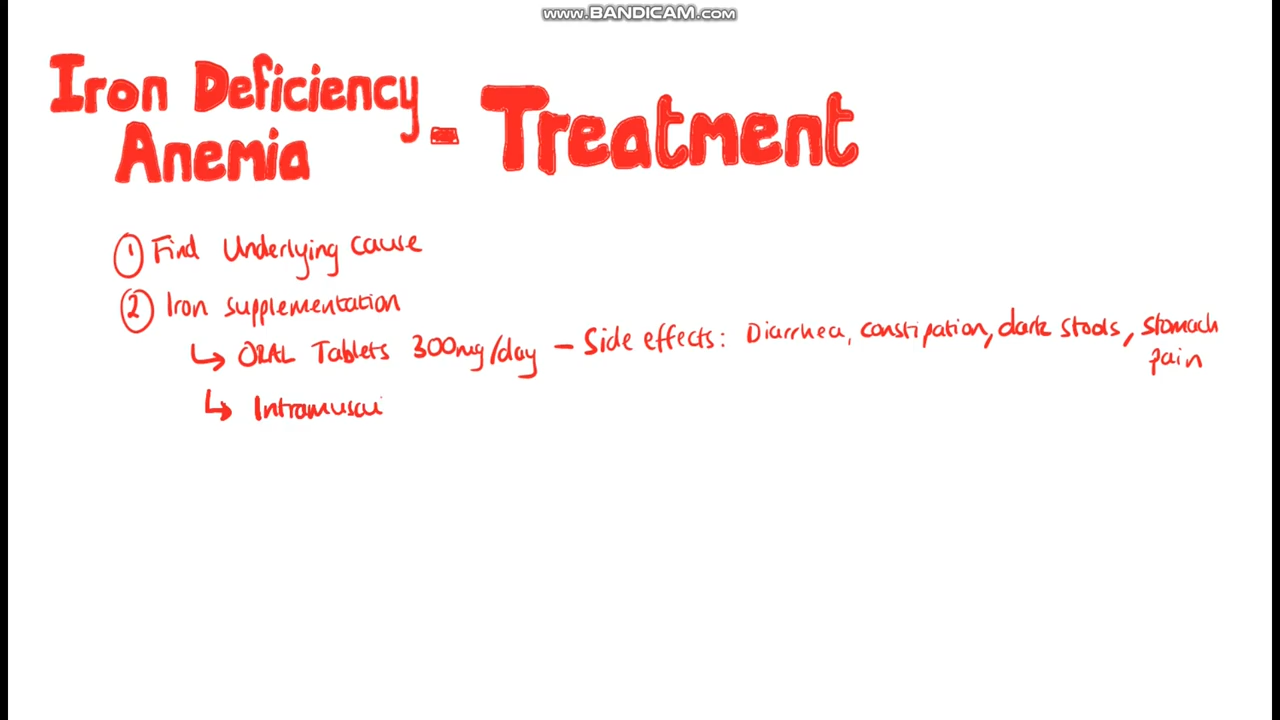 www.BANDICAM.com
Iron Deficiency
Anemia - Treatment
① Find Underlying cause
② Iron supplementation
↳ ORAL Tablets 300mg/day – Side effects: Diarrhea, constipation, dark stools, stomach
pain
↳ Intramuscu